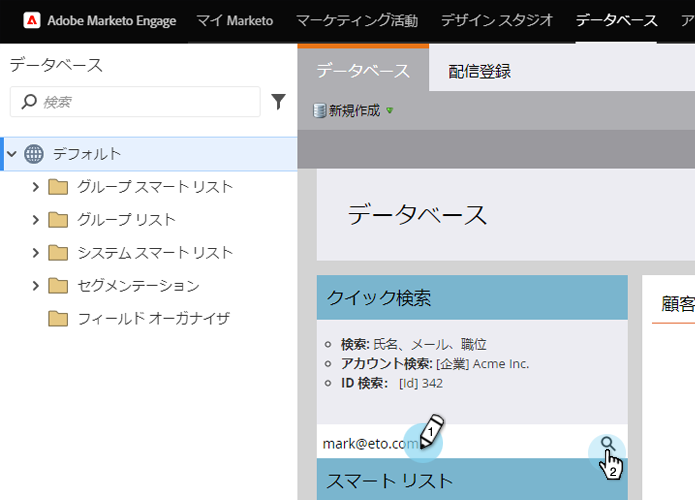 Adobe Marketo Engage マイ Marketo マーケティング活動 デザイン スタジオ データベース ア
データベース
検索
デフォルト
グループ スマート リスト
グループ リスト
システム スマート リスト
セグメンテーション
フィールド オーガナイザ
データベース 配信登録
新規作成
データベース
クイック検索
検索: 氏名、メール、職位
アカウント検索: [企業] Acme Inc.
ID 検索: [Id] 342
mark@eto.com
1
2
スマート リスト
顧客